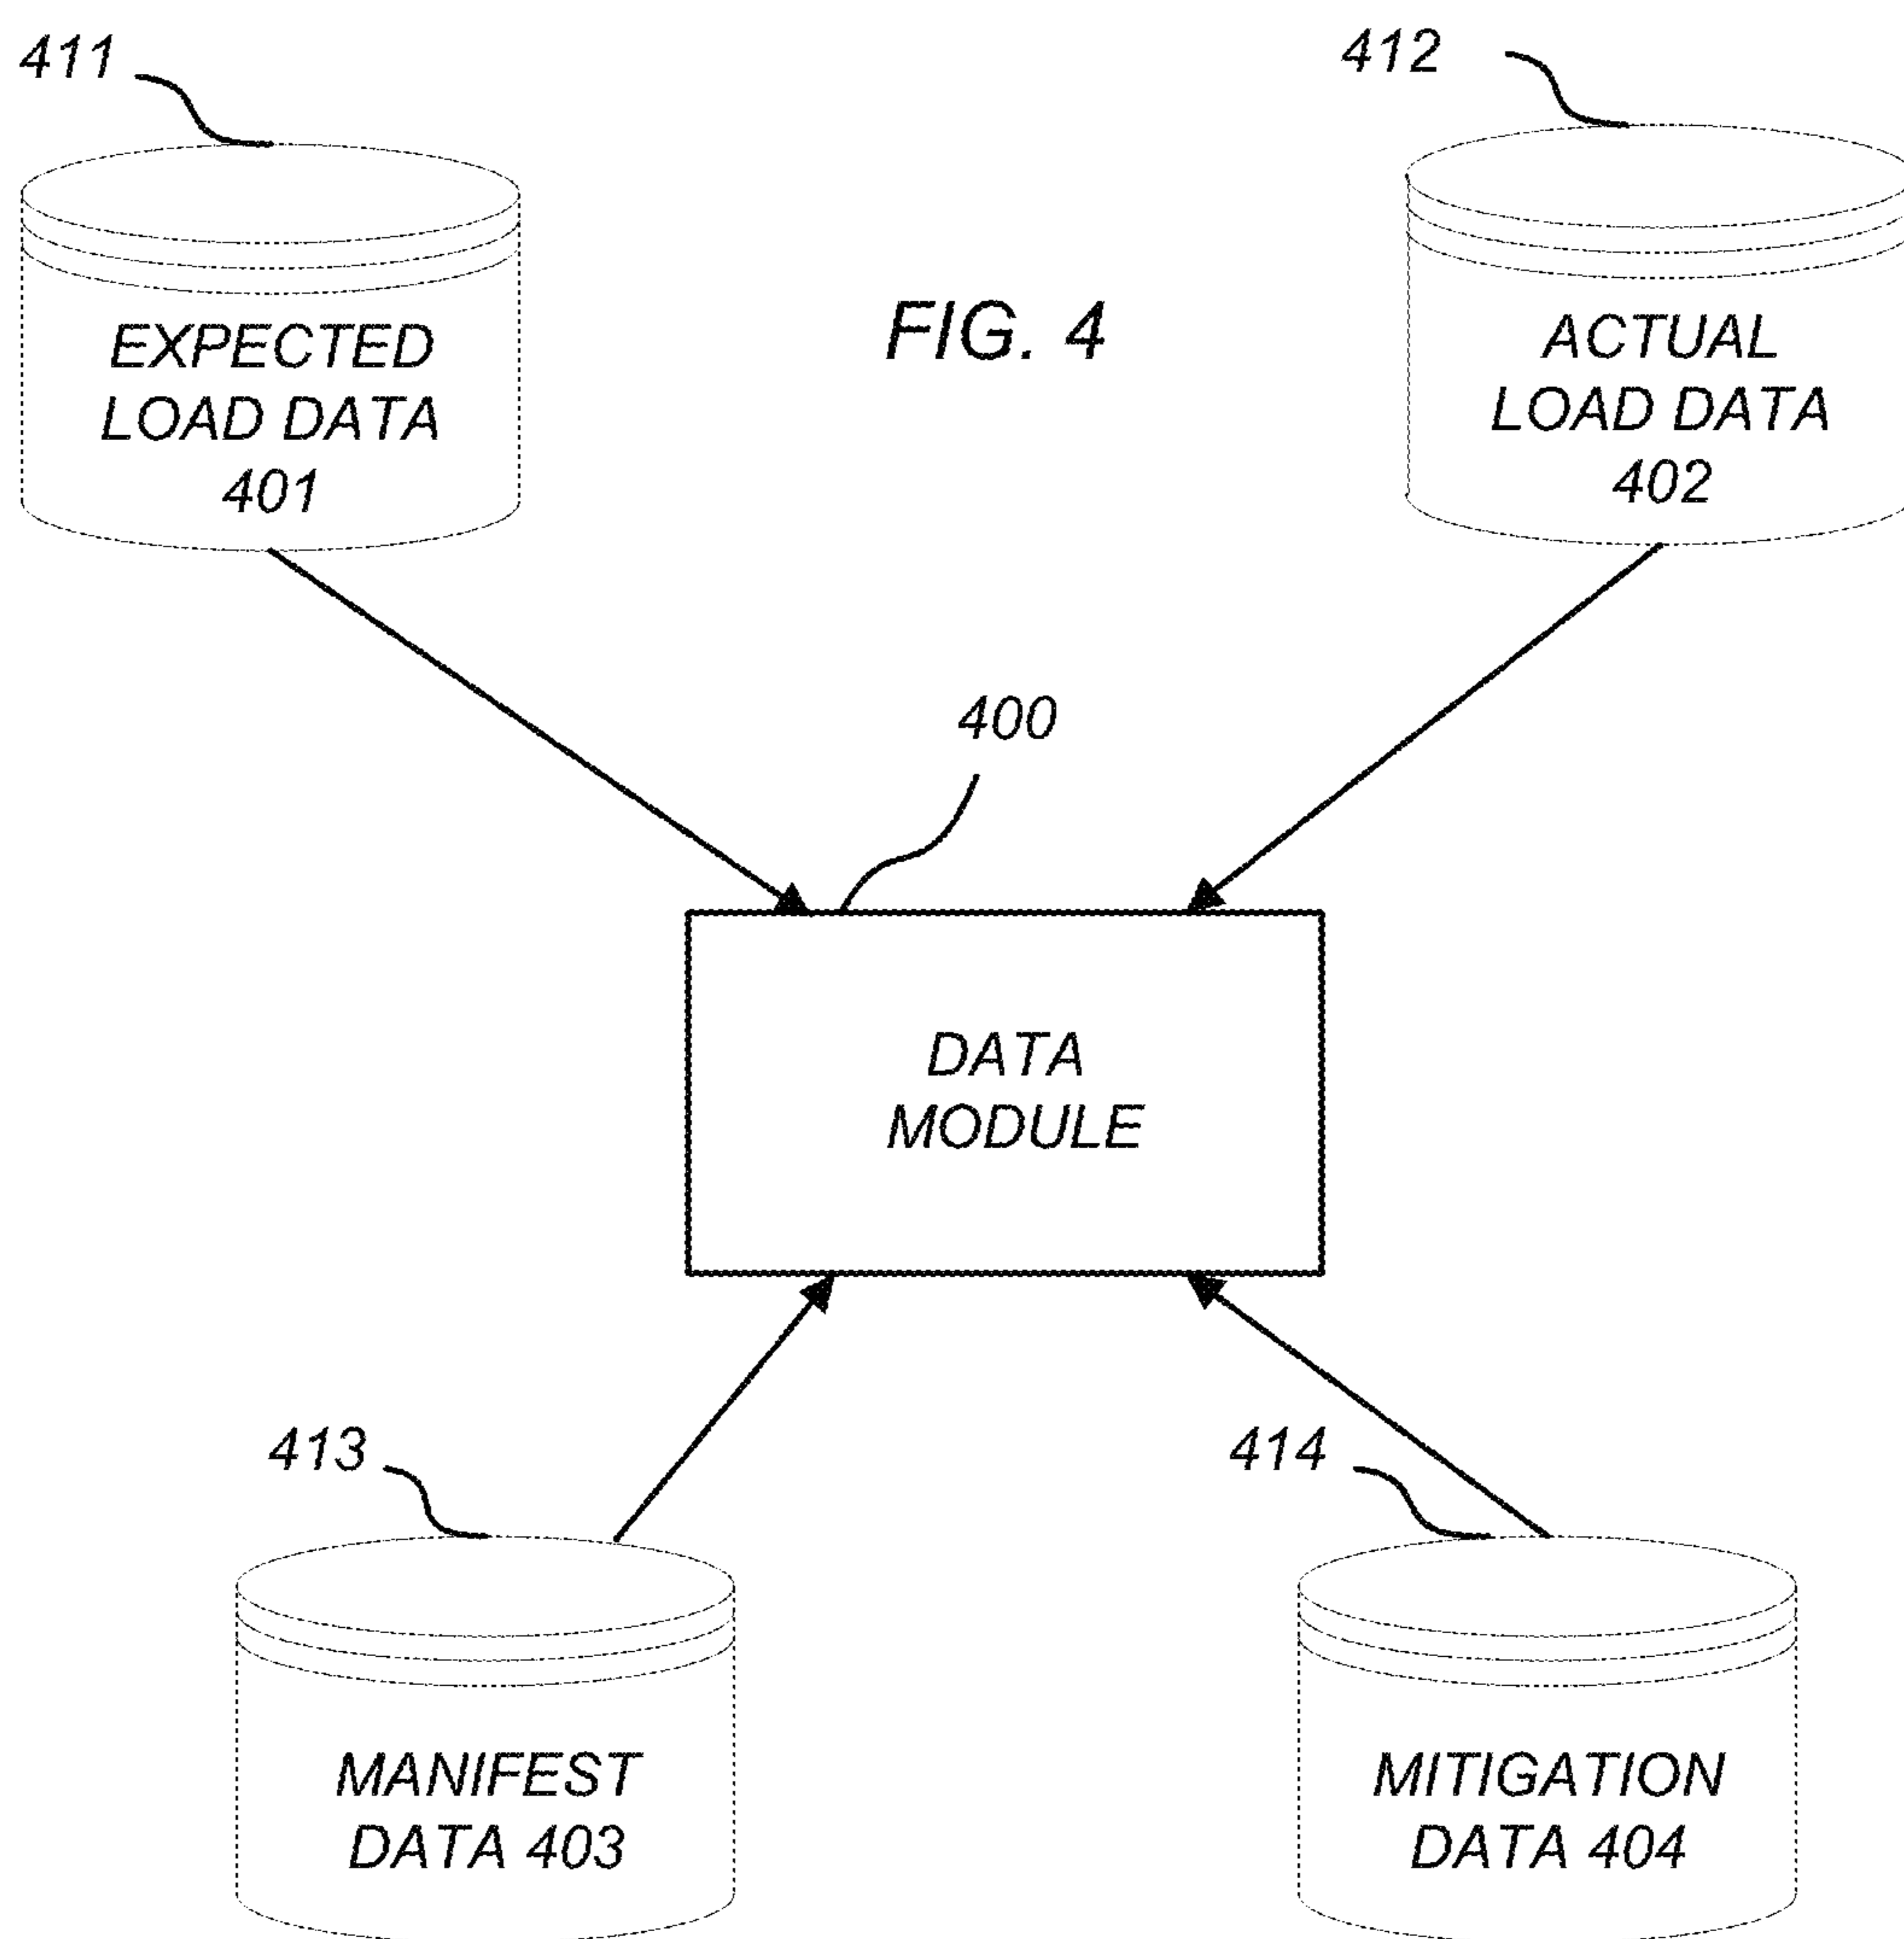 411
412
EXPECTED
LOAD DATA
401
FIG. 4
ACTUAL
LOAD DATA
402
400
DATA
MODULE
413
414
MANIFEST
DATA 403
MITIGATION
DATA 404